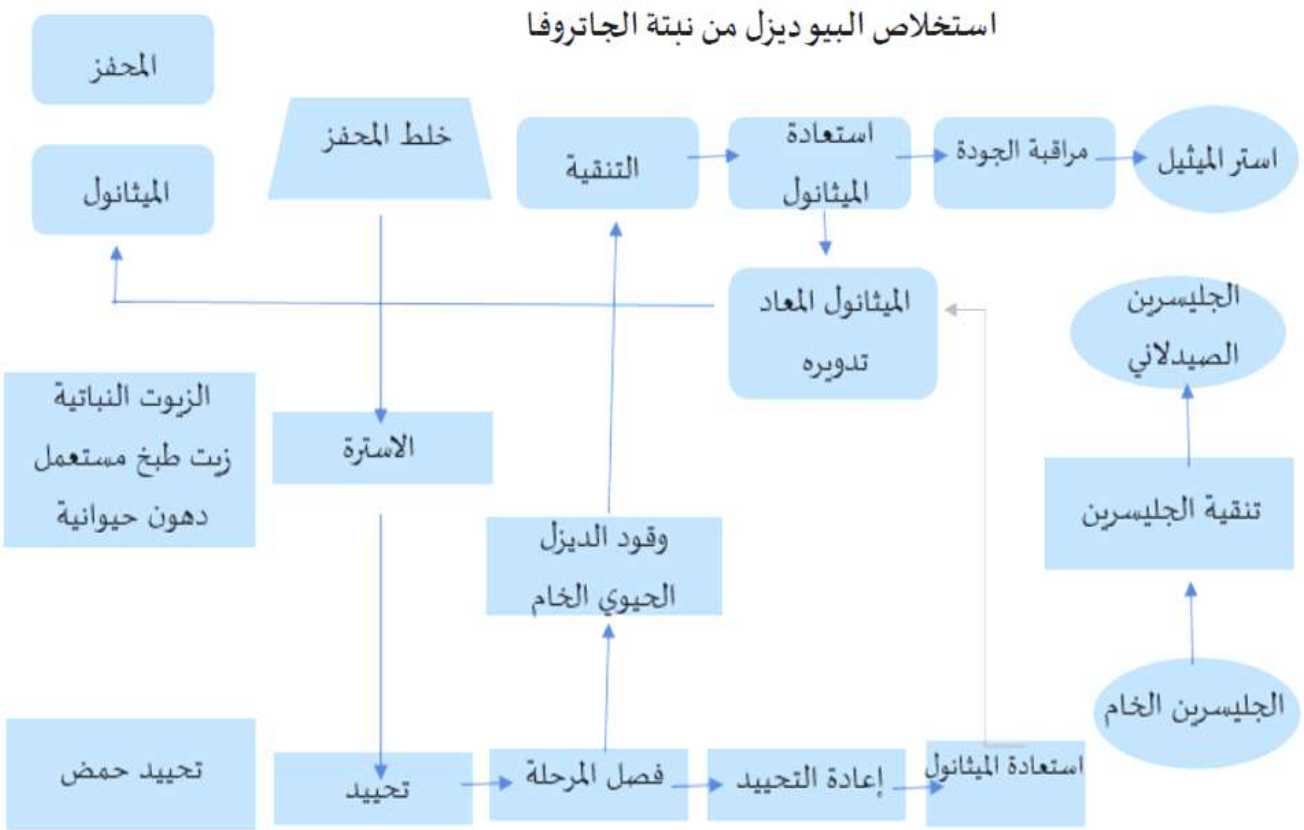 استخلاص البيو ديزل من نبتة الجاتروفا
المحفز
الميثانول
خلط المحفز
التنقية
استعادة
الميثانول
مراقبة الجودة
استر الميثيل
الميثانول المعاد
تدويره
الجليسرين
الصيدلاني
الزيوت النباتية
زيت طبخ مستعمل
دهون حيوانية
الاسترة
وقود الديزل
الحيوي الخام
تنقية الجليسرين
الجليسرين الخام
تحييد حمض
تحييد
فصل المرحلة
إعادة التحييد
استعادة الميثانول